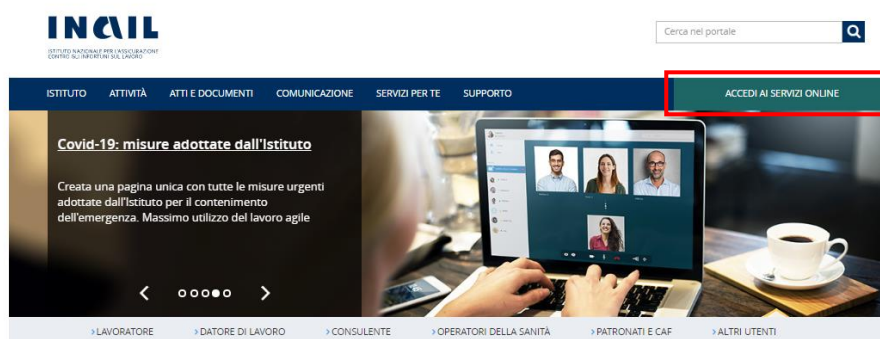 INAIL
ISTITUTO NAZIONALE PER L'ASSICURAZIONE
CONTRO GLI INFORTUNI SUL LAVORO
Cerca nel portale
ISTITUTO ATTIVITÀ ATTI E DOCUMENTI COMUNICAZIONE SERVIZI PER TE SUPPORTO ACCEDI AI SERVIZI ONLINE
Covid-19: misure adottate dall'Istituto
Creata una pagina unica con tutte le misure urgenti
adottate dall'Istituto per il contenimento
dell'emergenza. Massimo utilizzo del lavoro agile
LAVORATORE DATORE DI LAVORO CONSULENTE OPERATORI DELLA SANITÀ PATRONATI E CAF ALTRI UTENTI